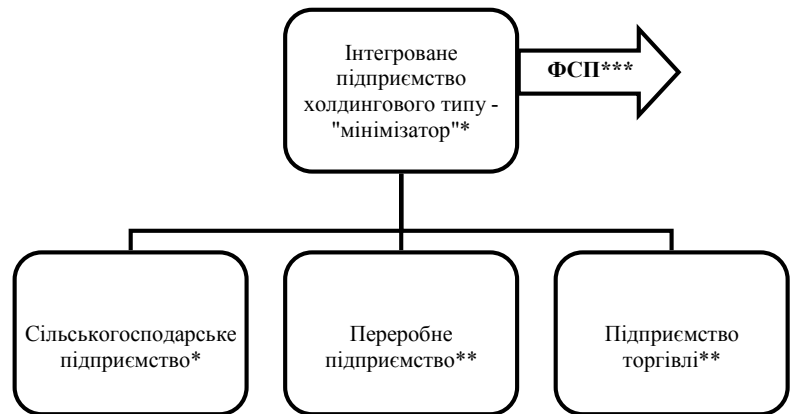 Інтегроване
підприємство
холдингового типу -
"мінімізатор"*
ФСП***
Сільськогосподарське
підприємство*
Переробне
підприємство**
Підприємство
торгівлі**